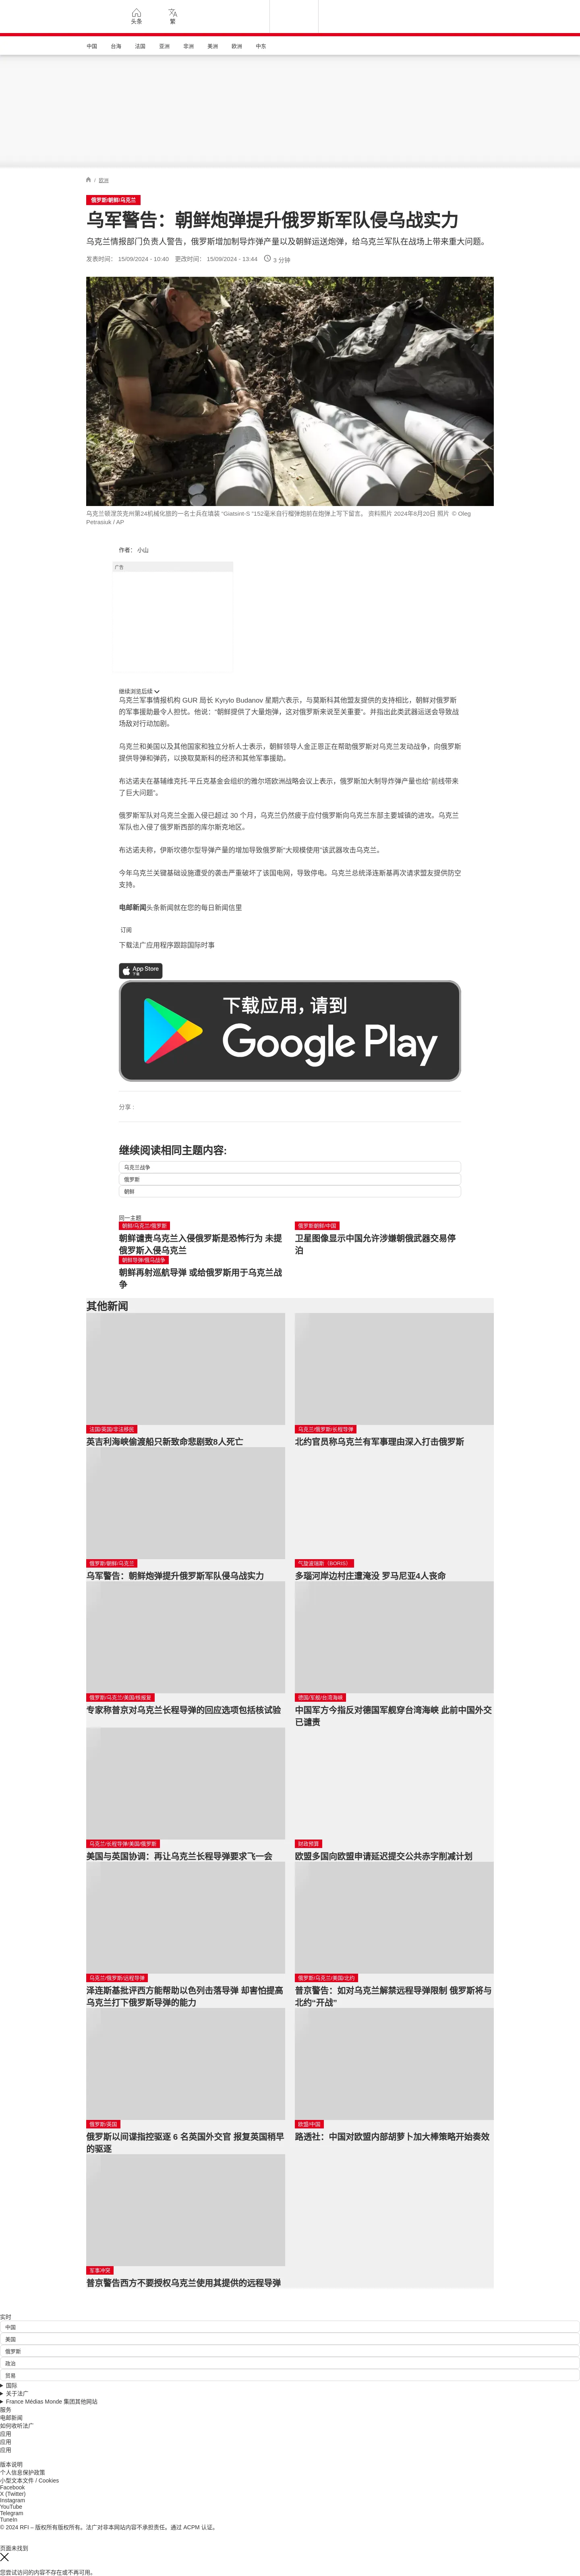 头条
繁
中国
台海
法国
亚洲
非洲
美洲
欧洲
中东
/ 欧洲
俄罗斯/朝鲜/乌克兰
乌军警告：朝鲜炮弹提升俄罗斯军队侵乌战实力
乌克兰情报部门负责人警告，俄罗斯增加制导炸弹产量以及朝鲜运送炮弹，给乌克兰军队在战场上带来重大问题。
发表时间： 15/09/2024 - 10:40 更改时间： 15/09/2024 - 13:44 3 分钟
乌克兰顿涅茨克州第24机械化旅的一名士兵在填装 "Giatsint-S "152毫米自行榴弹炮前在炮弹上写下留言。 资料照片 2024年8月20日 照片 © Oleg
Petrasiuk / AP
作者： 小山
广告
继续浏览后续
乌克兰军事情报机构 GUR 局长 Kyrylo Budanov 星期六表示，与莫斯科其他盟友提供的支持相比，朝鲜对俄罗斯
的军事援助最令人担忧。他说："朝鲜提供了大量炮弹，这对俄罗斯来说至关重要"。并指出此类武器运送会导致战
场敌对行动加剧。
乌克兰和美国以及其他国家和独立分析人士表示，朝鲜领导人金正恩正在帮助俄罗斯对乌克兰发动战争，向俄罗斯
提供导弹和弹药，以换取莫斯科的经济和其他军事援助。
布达诺夫在基辅维克托·平丘克基金会组织的雅尔塔欧洲战略会议上表示，俄罗斯加大制导炸弹产量也给"前线带来
了巨大问题"。
俄罗斯军队对乌克兰全面入侵已超过 30 个月，乌克兰仍然疲于应付俄罗斯向乌克兰东部主要城镇的进攻。乌克兰
军队也入侵了俄罗斯西部的库尔斯克地区。
布达诺夫称，伊斯坎德尔型导弹产量的增加导致俄罗斯"大规模使用"该武器攻击乌克兰。
今年乌克兰关键基础设施遭受的袭击严重破坏了该国电网，导致停电。乌克兰总统泽连斯基再次请求盟友提供防空
支持。
电邮新闻头条新闻就在您的每日新闻信里
订阅
下载法广应用程序跟踪国际时事
App Store
下载
下载应用，请到
Google Play
分享 :
继续阅读相同主题内容:
乌克兰战争
俄罗斯
朝鲜
同一主题
朝鲜/乌克兰/俄罗斯
朝鲜谴责乌克兰入侵俄罗斯是恐怖行为 未提
俄罗斯入侵乌克兰
俄罗斯朝鲜/中国
卫星图像显示中国允许涉嫌朝俄武器交易停
泊
朝鲜导弹/俄乌战争
朝鲜再射巡航导弹 或给俄罗斯用于乌克兰战
争
其他新闻
法国/英国/非法移民
英吉利海峡偷渡船只新致命悲剧致8人死亡
乌克兰/俄罗斯/长程导弹
北约官员称乌克兰有军事理由深入打击俄罗斯
俄罗斯/朝鲜/乌克兰
乌军警告：朝鲜炮弹提升俄罗斯军队侵乌战实力
气旋波瑞斯（BORIS）
多瑙河岸边村庄遭淹没 罗马尼亚4人丧命
俄罗斯/乌克兰/美国/核报复
专家称普京对乌克兰长程导弹的回应选项包括核试验
德国/军舰/台湾海峡
中国军方今指反对德国军舰穿台湾海峡 此前中国外交
已谴责
乌克兰/长程导弹/美国/俄罗斯
美国与英国协调：再让乌克兰长程导弹要求飞一会
财政预算
欧盟多国向欧盟申请延迟提交公共赤字削减计划
乌克兰/俄罗斯/远程导弹
泽连斯基批评西方能帮助以色列击落导弹 却害怕提高
乌克兰打下俄罗斯导弹的能力
俄罗斯/乌克兰/美国/北约
普京警告：如对乌克兰解禁远程导弹限制 俄罗斯将与
北约"开战"
俄罗斯/英国
俄罗斯以间谍指控驱逐 6 名英国外交官 报复英国稍早
的驱逐
欧盟/中国
路透社：中国对欧盟内部胡萝卜加大棒策略开始奏效
军事冲突
普京警告西方不要授权乌克兰使用其提供的远程导弹
实时
中国
美国
俄罗斯
政治
贸易
国际
关于法广
France Médias Monde 集团其他网站
服务
电邮新闻
如何收听法广
应用
应用
应用
版本说明
个人信息保护政策
小型文本文件 / Cookies
Facebook
X (Twitter)
Instagram
YouTube
Telegram
TuneIn
© 2024 RFI – 版权所有版权所有。法广对非本网站内容不承担责任。通过 ACPM 认证。
页面未找到
您尝试访问的内容不存在或不再可用。